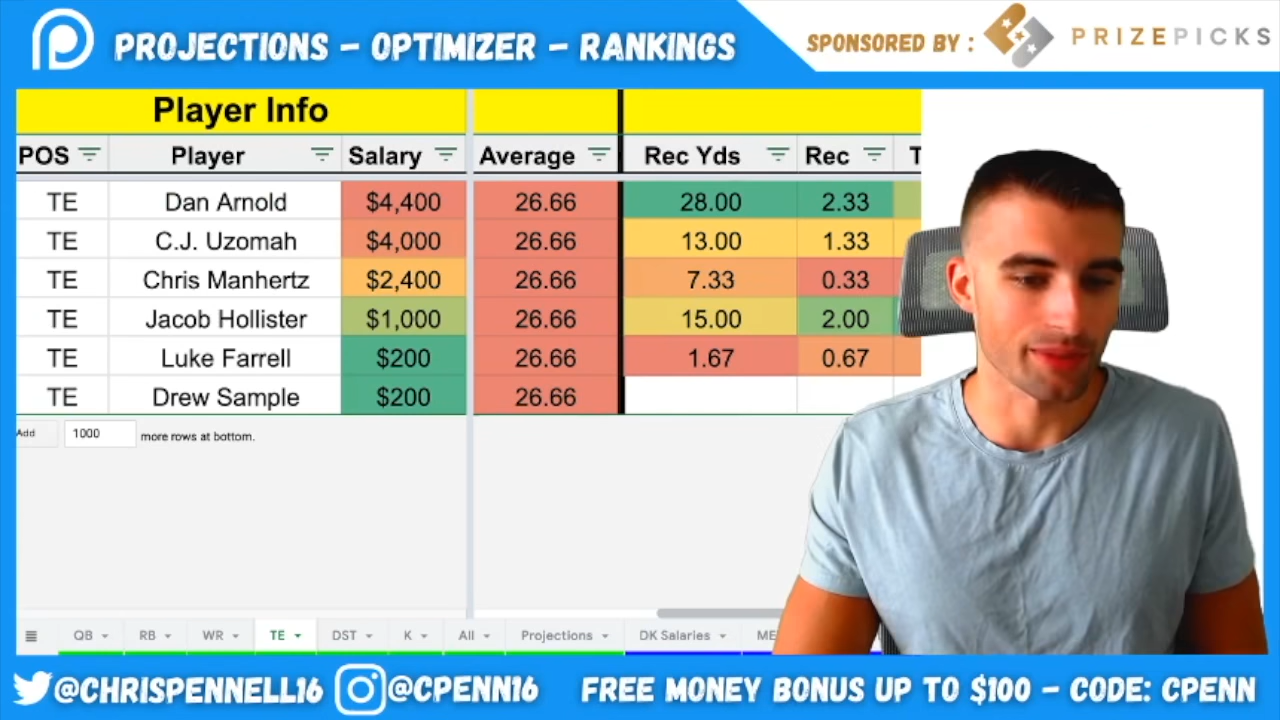 PROJECTIONS - OPTIMIZER - RANKINGS
SPONSORED BY : PRIZEPICKS
Player Info
POS Player Salary Average Rec Yds Rec T
TE Dan Arnold $4,400 26.66 28.00 2.33
TE C.J. Uzomah $4,000 26.66 13.00 1.33
TE Chris Manhertz $2,400 26.66 7.33 0.33
TE Jacob Hollister $1,000 26.66 15.00 2.00
TE Luke Farrell $200 26.66 1.67 0.67
TE Drew Sample $200 26.66
Add 1000 more rows at bottom.
QB RB WR TE DST K All Projections DK Salaries ME
@CHRISPENNELL16 @CPENN16 FREE MONEY BONUS UP TO $100 - CODE: CPENN